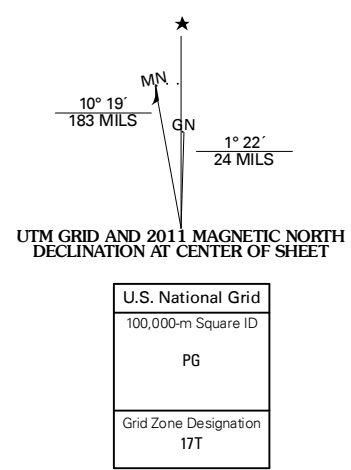 MN
10° 19´
183 MILS
GN
1° 22´
24 MILS
UTM GRID AND 2011 MAGNETIC NORTH
DECLINATION AT CENTER OF SHEET
U.S. National Grid
100,000-m Square ID
PG
Grid Zone Designation
17T